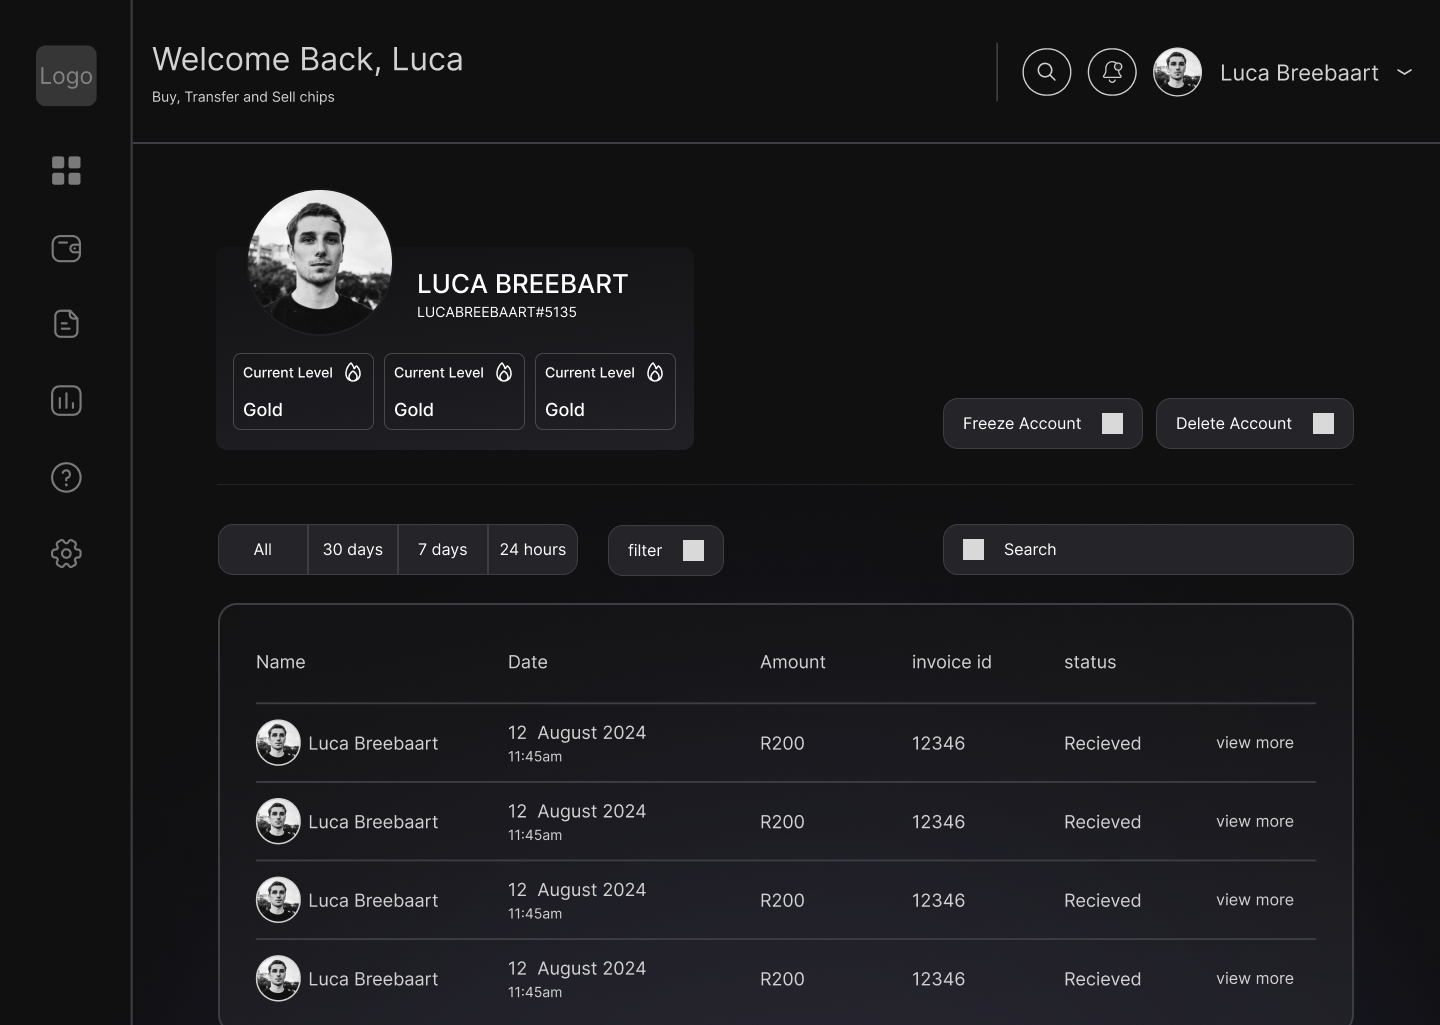 Logo
Welcome Back, Luca
Buy, Transfer and Sell chips
Luca Breebaart
LUCA BREEBART
LUCABREEBAART#5135
Current Level
Gold
Current Level
Gold
Current Level
Gold
Freeze Account
Delete Account
All
30 days
7 days
24 hours
filter
Search
Name Date Amount invoice id status
Luca Breebaart 12 August 2024 R200 12346 Recieved view more
11:45am
Luca Breebaart 12 August 2024 R200 12346 Recieved view more
11:45am
Luca Breebaart 12 August 2024 R200 12346 Recieved view more
11:45am
Luca Breebaart 12 August 2024 R200 12346 Recieved view more
11:45am